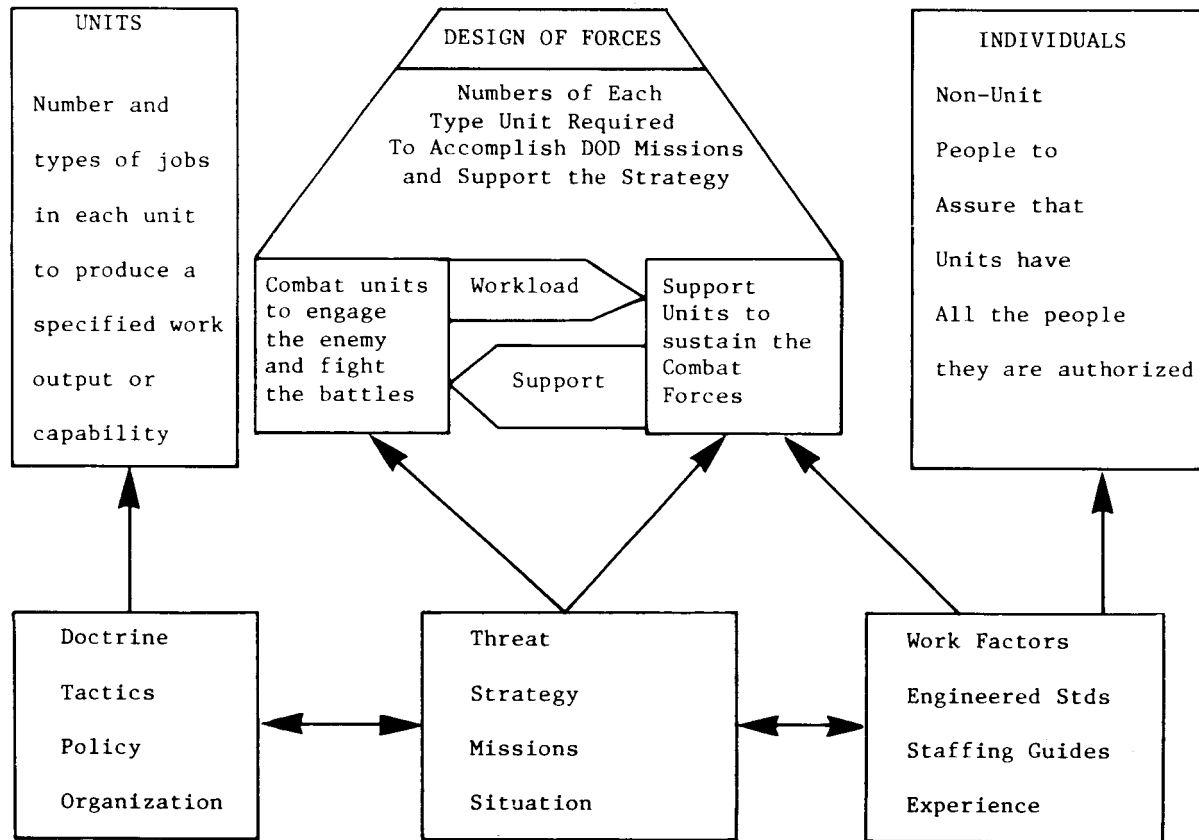 UNITS
Number and
types of jobs
in each unit
to produce a
specified work
output or
capability
DESIGN OF FORCES
Numbers of Each
Type Unit Required
To Accomplish DOD Missions
and Support the Strategy
Combat units
to engage
the enemy
and fight
the battles
Workload
Support
Support
Units to
sustain the
Combat
Forces
INDIVIDUALS
Non-Unit
People to
Assure that
Units have
All the people
they are authorized
Doctrine
Tactics
Policy
Organization
Threat
Strategy
Missions
Situation
Work Factors
Engineered Stds
Staffing Guides
Experience